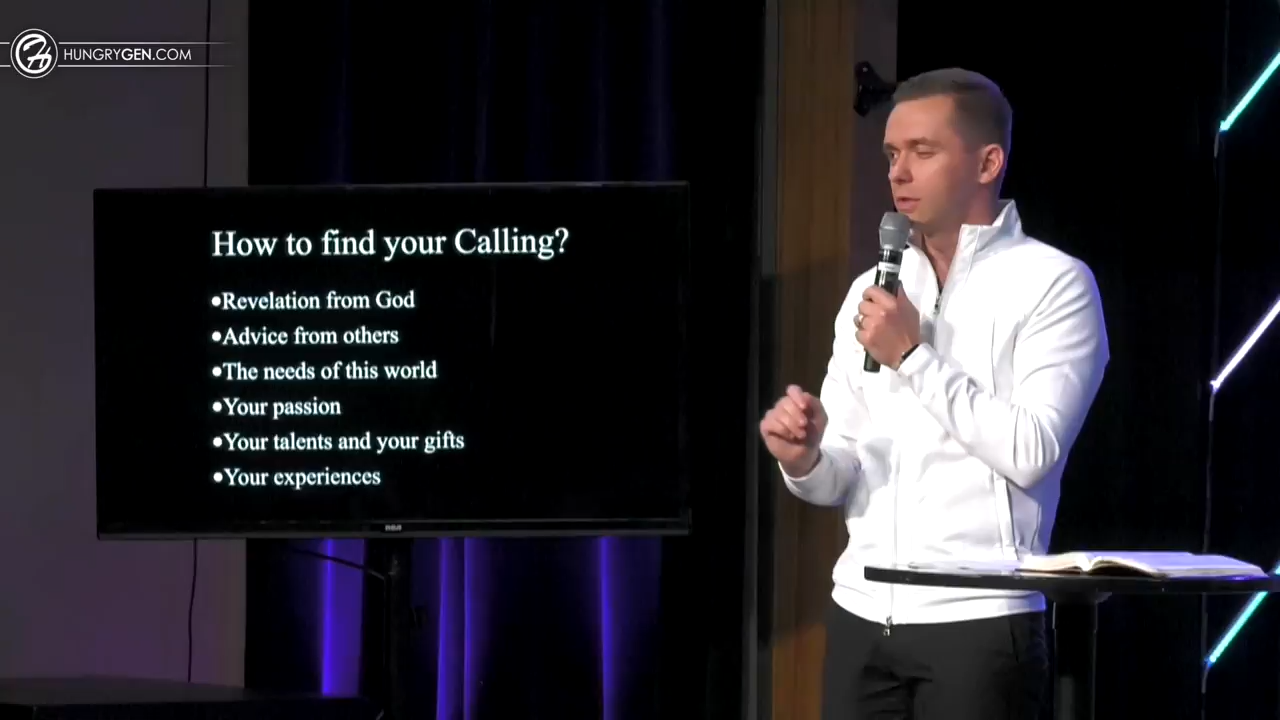 HUNGRYGEN.COM
How to find your Calling?
•Revelation from God
•Advice from others
•The needs of this world
•Your passion
•Your talents and your gifts
•Your experiences
RCA